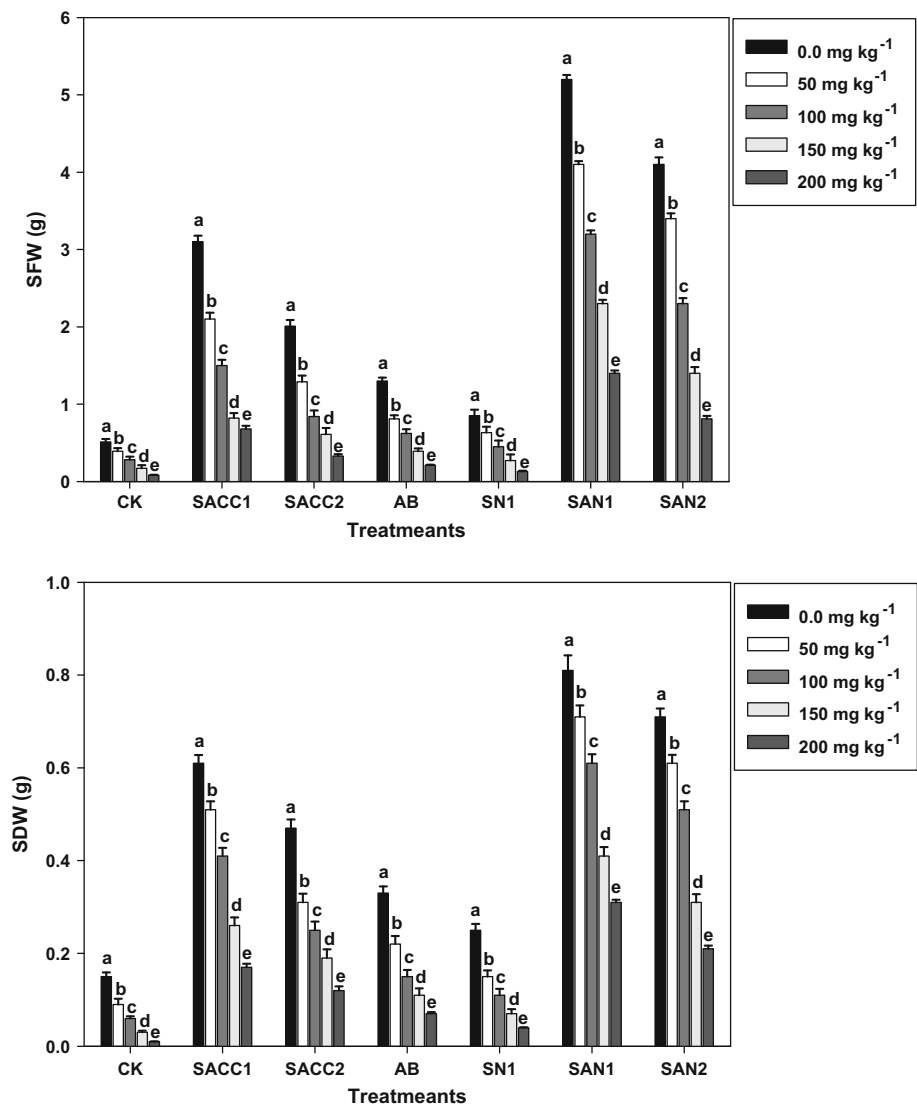 6
5
4
3
2
1
0
SFW (g)
a
b
c
d
e
a
b
c
d
e
a
b
c
d
e
a
b
c
d
e
a
b
c
d
e
a
b
c
d
e
a
b
c
d
e
CK SACC1 SACC2 AB SN1 SAN1 SAN2
Treatmeants
0.0 mg kg⁻¹
50 mg kg⁻¹
100 mg kg⁻¹
150 mg kg⁻¹
200 mg kg⁻¹
1.0
0.8
0.6
0.4
0.2
0.0
SDW (g)
a
b
c
d
e
a
b
c
d
e
a
b
c
d
e
a
b
c
d
e
a
b
c
d
e
a
b
c
d
e
a
b
c
d
e
CK SACC1 SACC2 AB SN1 SAN1 SAN2
Treatmeants
0.0 mg kg⁻¹
50 mg kg⁻¹
100 mg kg⁻¹
150 mg kg⁻¹
200 mg kg⁻¹